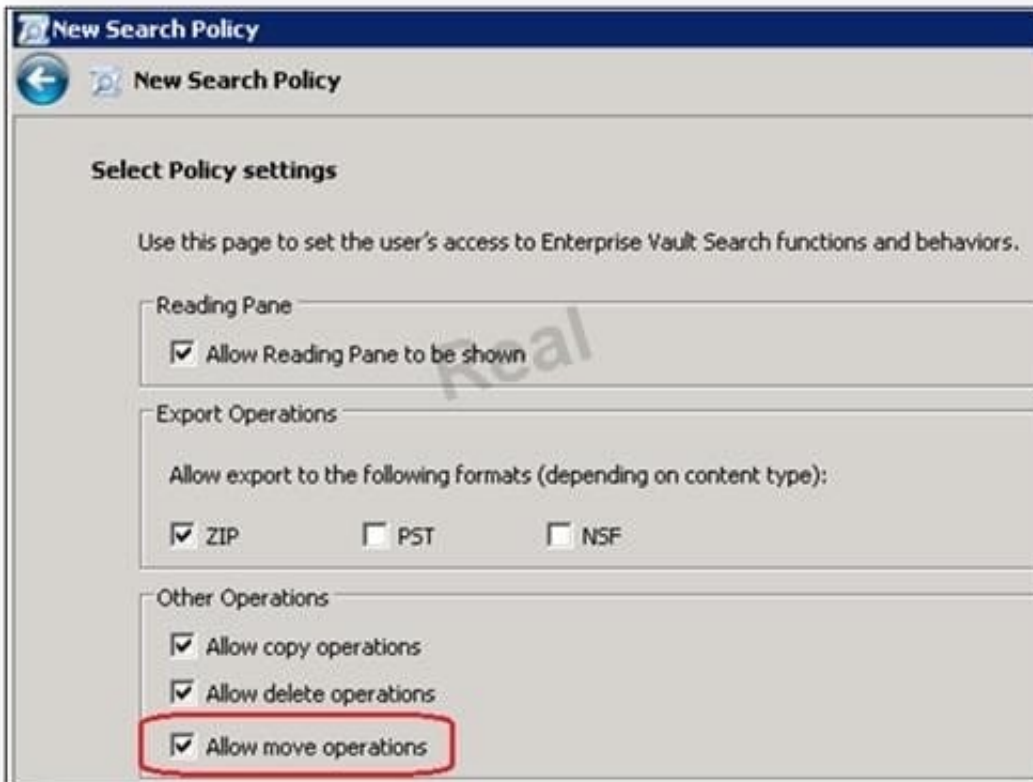 New Search Policy
New Search Policy
Select Policy settings
Use this page to set the user's access to Enterprise Vault Search functions and behaviors.
Reading Pane
Allow Reading Pane to be shown
Real
Export Operations
Allow export to the following formats (depending on content type):
ZIP PST NSF
Other Operations
Allow copy operations
Allow delete operations
Allow move operations